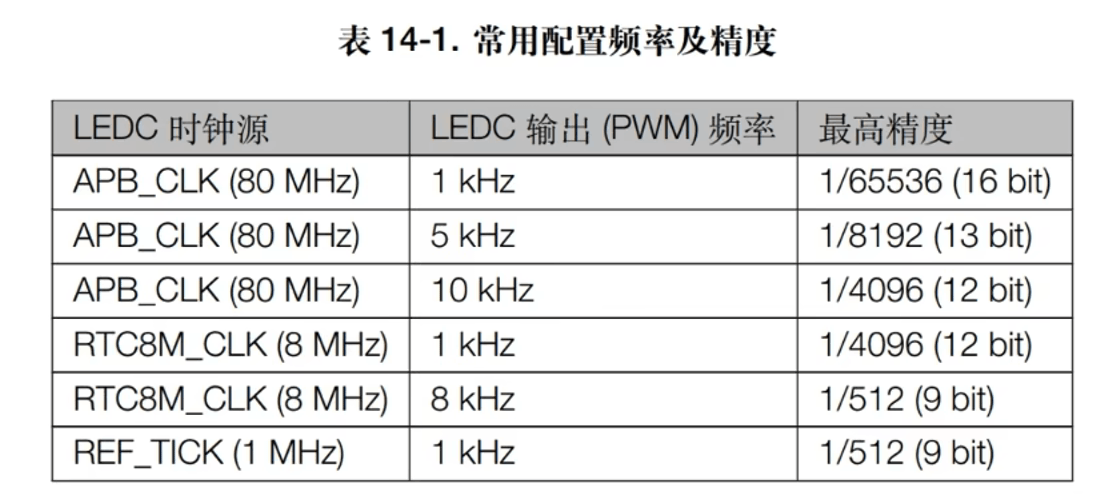 表 14-1. 常用配置频率及精度
LEDC 时钟源 LEDC 输出 (PWM) 频率 最高精度
APB_CLK (80 MHz) 1 kHz 1/65536 (16 bit)
APB_CLK (80 MHz) 5 kHz 1/8192 (13 bit)
APB_CLK (80 MHz) 10 kHz 1/4096 (12 bit)
RTC8M_CLK (8 MHz) 1 kHz 1/4096 (12 bit)
RTC8M_CLK (8 MHz) 8 kHz 1/512 (9 bit)
REF_TICK (1 MHz) 1 kHz 1/512 (9 bit)